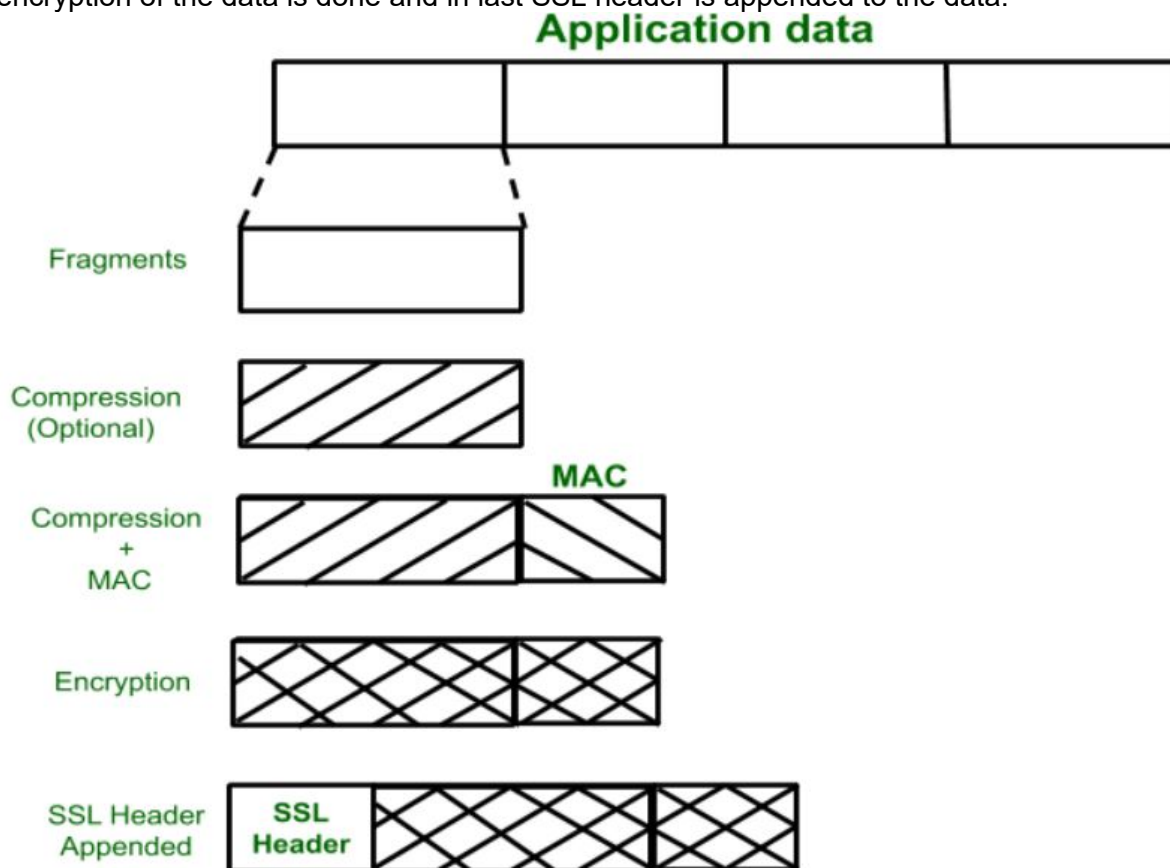 encryption of the data is done and in last SSL header is appended to the data.
Application data
Fragments
Compression
(Optional)
MAC
Compression
+
MAC
Encryption
SSL Header
Appended
SSL
Header